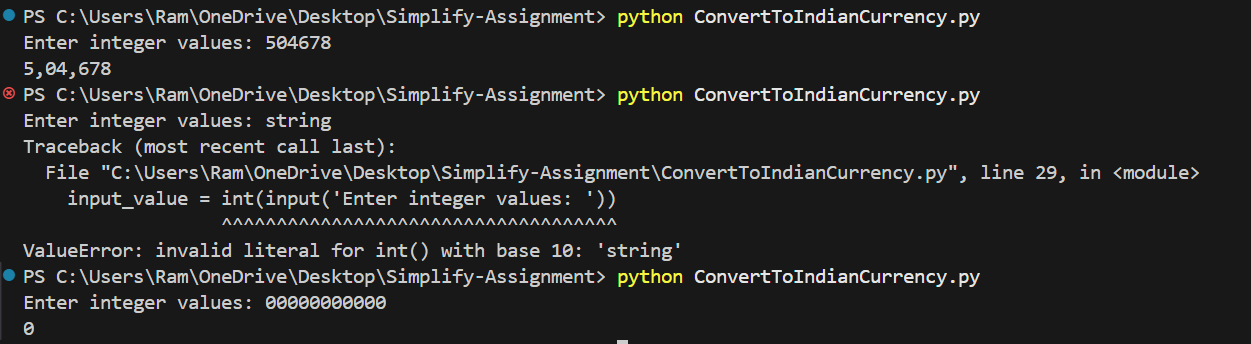 PS C:\Users\Ram\OneDrive\Desktop\Simplify-Assignment> python ConvertToIndianCurrency.py
Enter integer values: 504678
5,04,678
PS C:\Users\Ram\OneDrive\Desktop\Simplify-Assignment> python ConvertToIndianCurrency.py
Enter integer values: string
Traceback (most recent call last):
  File "C:\Users\Ram\OneDrive\Desktop\Simplify-Assignment\ConvertToIndianCurrency.py", line 29, in <module>
    input_value = int(input('Enter integer values: '))
                  ^^^^^^^^^^^^^^^^^^^^^^^^^^^^^^^^^^^^
ValueError: invalid literal for int() with base 10: 'string'
PS C:\Users\Ram\OneDrive\Desktop\Simplify-Assignment> python ConvertToIndianCurrency.py
Enter integer values: 00000000000
0